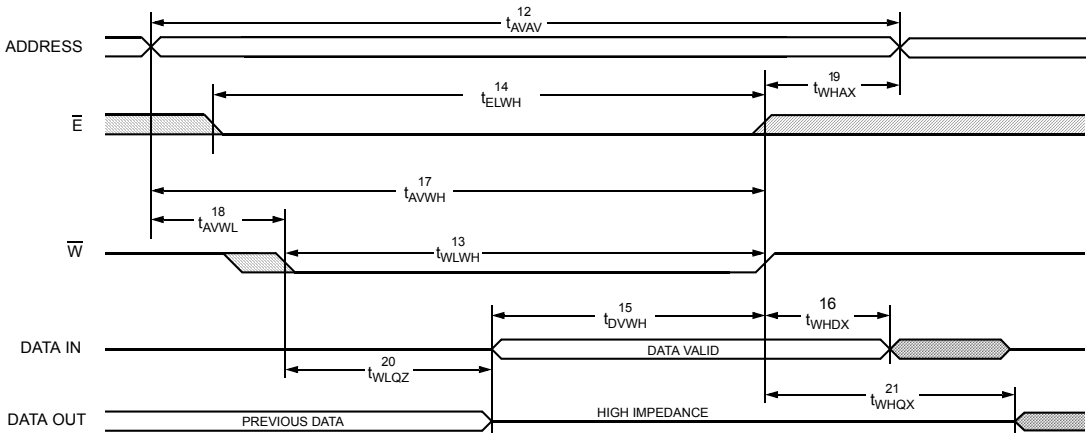 12
tAVAV
ADDRESS
14
tELWH
19
tWHAX
E
17
tAVWH
18
tAVWL
W
13
tWLWH
15
tDVWH
16
tWHDX
DATA IN
DATA VALID
20
tWLQZ
21
tWHQX
DATA OUT
PREVIOUS DATA
HIGH IMPEDANCE